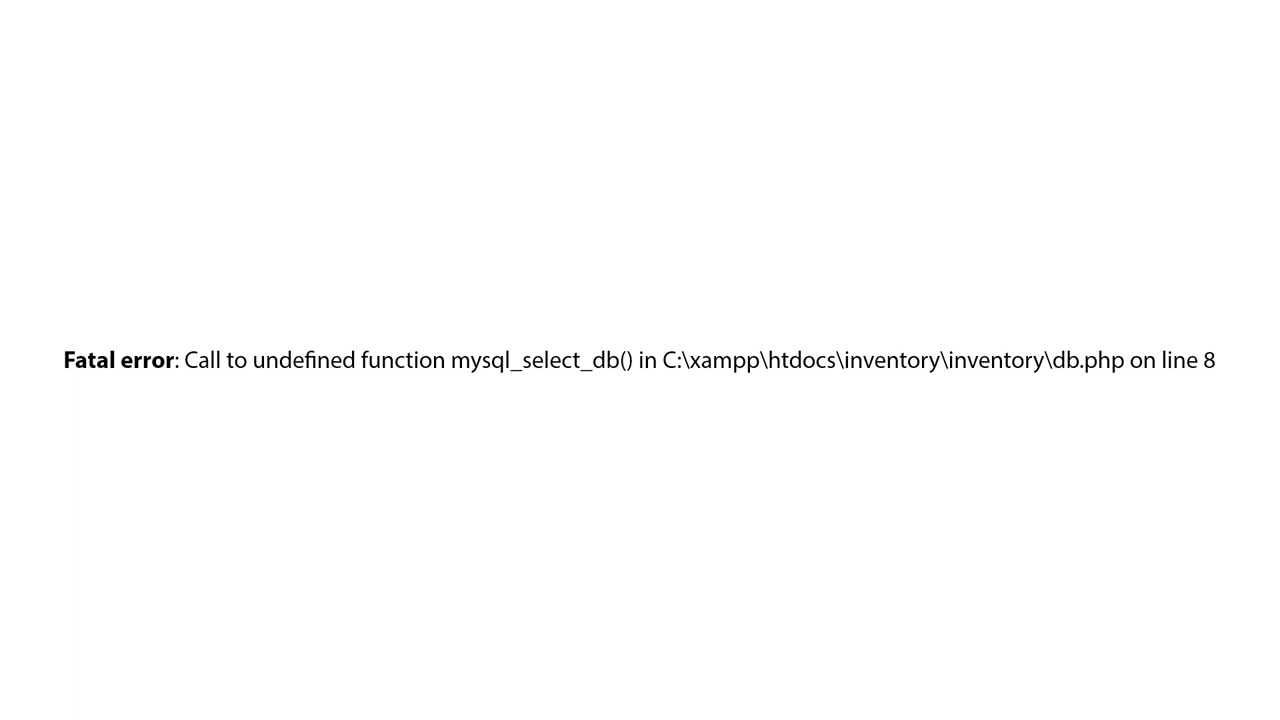 Fatal error: Call to undefined function mysql_select_db() in C:\xampp\htdocs\inventory\inventory\db.php on line 8